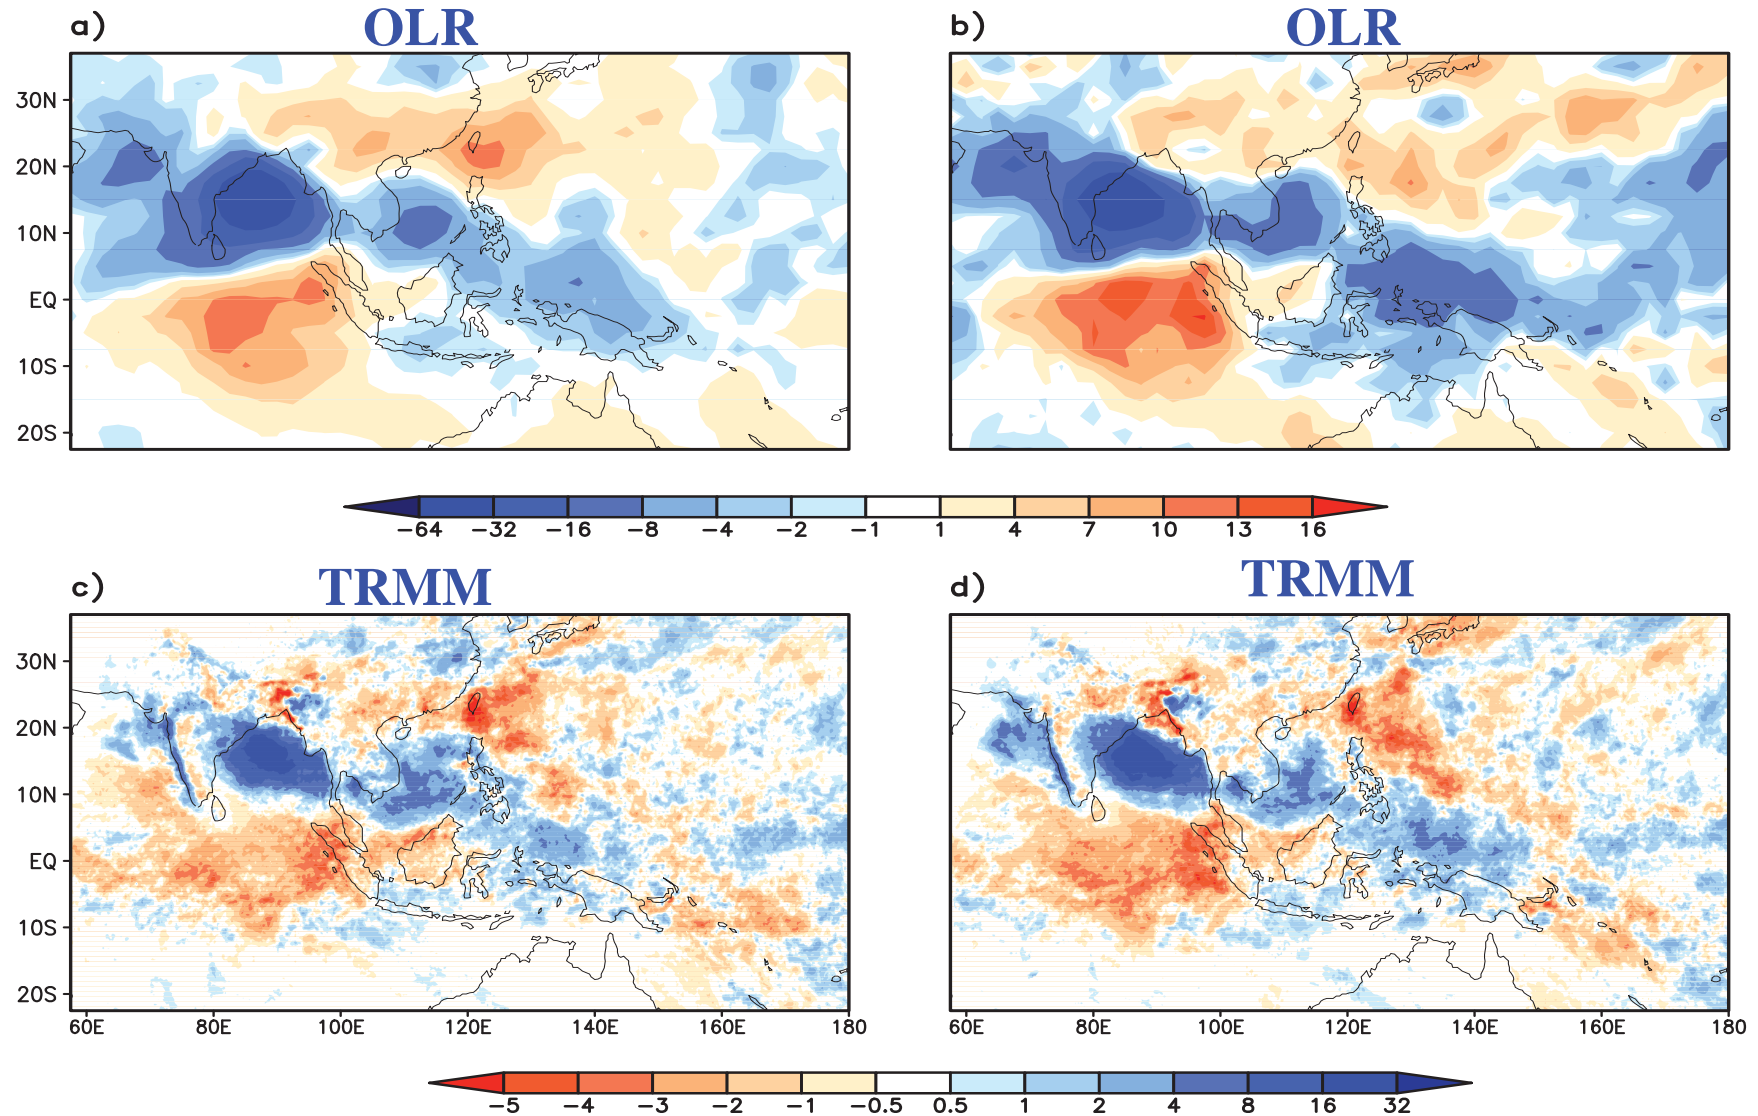 a) OLR
b) OLR
30N
20N
10N
EQ
10S
20S
−64 −32 −16 −8 −4 −2 −1 1 4 7 10 13 16
c) TRMM
d) TRMM
30N
20N
10N
EQ
10S
20S
60E 80E 100E 120E 140E 160E 180
60E 80E 100E 120E 140E 160E 180
−5 −4 −3 −2 −1 −0.5 0.5 1 2 4 8 16 32